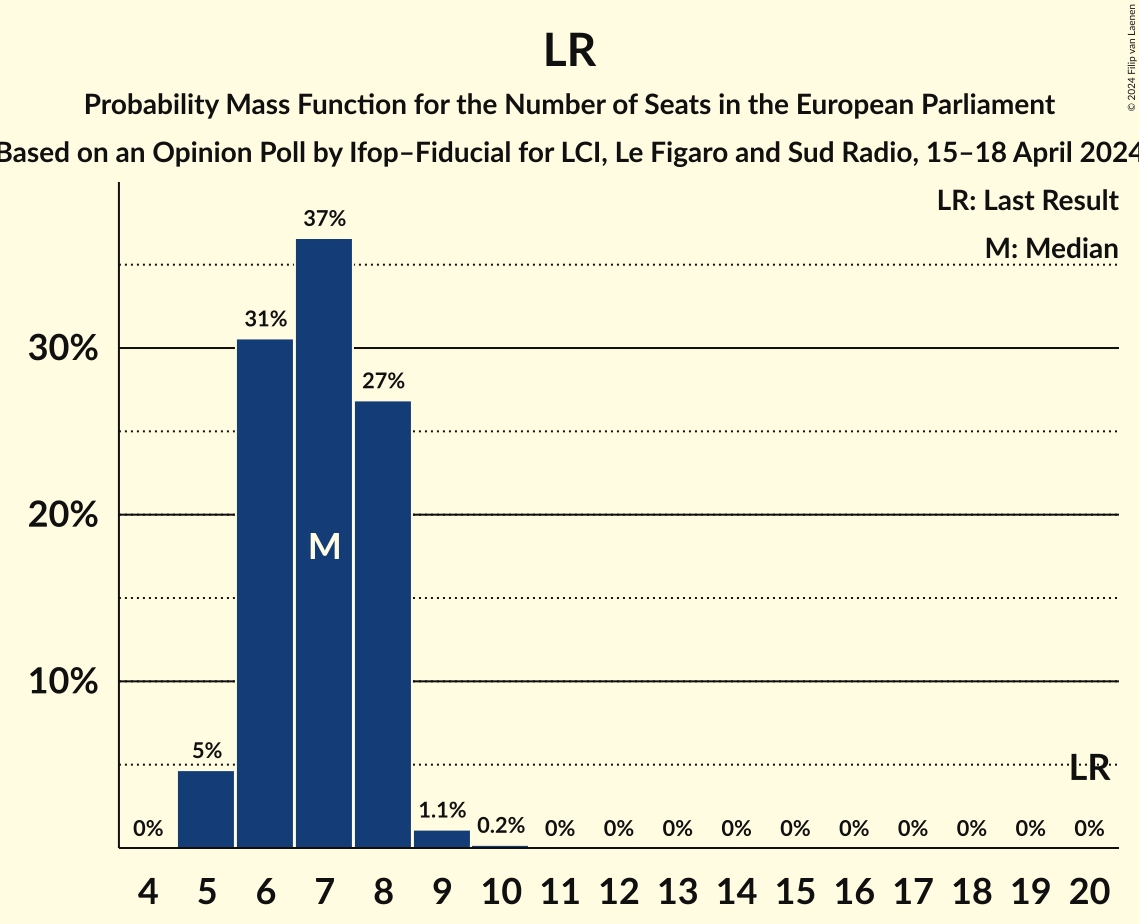 LR
Probability Mass Function for the Number of Seats in the European Parliament
Based on an Opinion Poll by Ifop–Fiducial for LCI, Le Figaro and Sud Radio, 15–18 April 2024
© 2024 Filip van Laenen
LR: Last Result
M: Median
37%
31%
30%
27%
20%
M
10%
5%
LR
1.1%
0.2%
0% 0% 0% 0% 0% 0% 0% 0% 0% 0% 0%
4 5 6 7 8 9 10 11 12 13 14 15 16 17 18 19 20